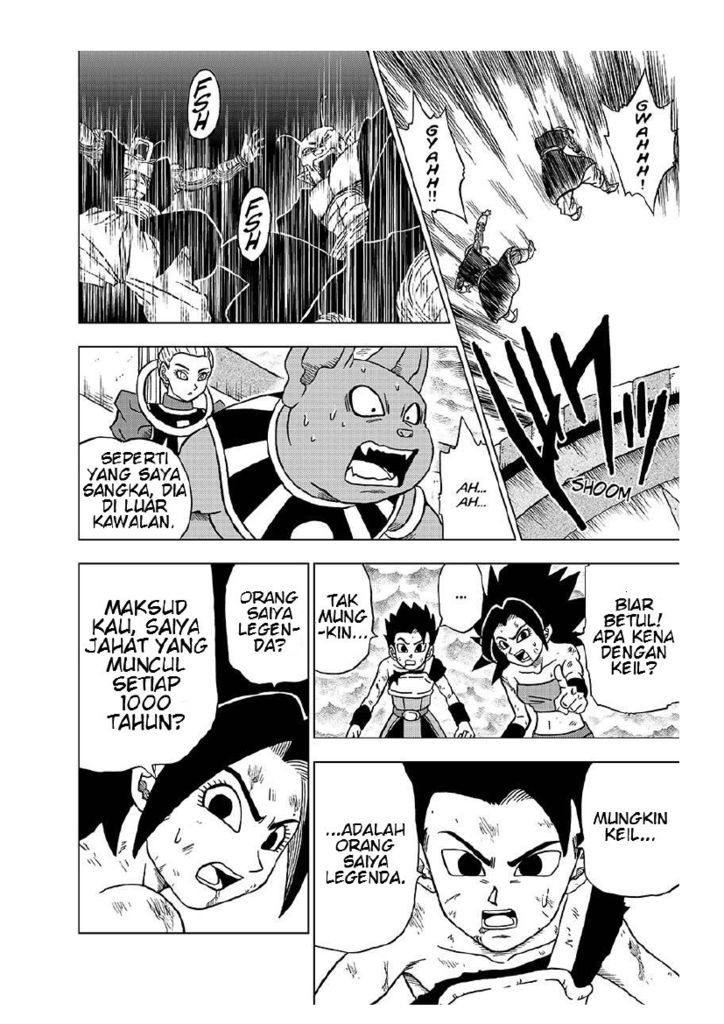 GWAHHH!
GYAHH!!
SHOOM
FSH
FSH
AH...
AH...
SEPERTI
YANG SAYA
SANGKA, DIA
DI LUAR
KAWALAN.
BIAR
BETUL!
APA KENA
DENGAN
KEIL?
...
TAK
MUNG
-KIN...
ORANG
SAIYA
LEGEN-
DA?
MAKSUD
KAU, SAIYA
JAHAT YANG
MUNCUL
SETIAP
1000
TAHUN?
MUNGKIN
KEIL...
...ADALAH
ORANG
SAIYA
LEGENDA.